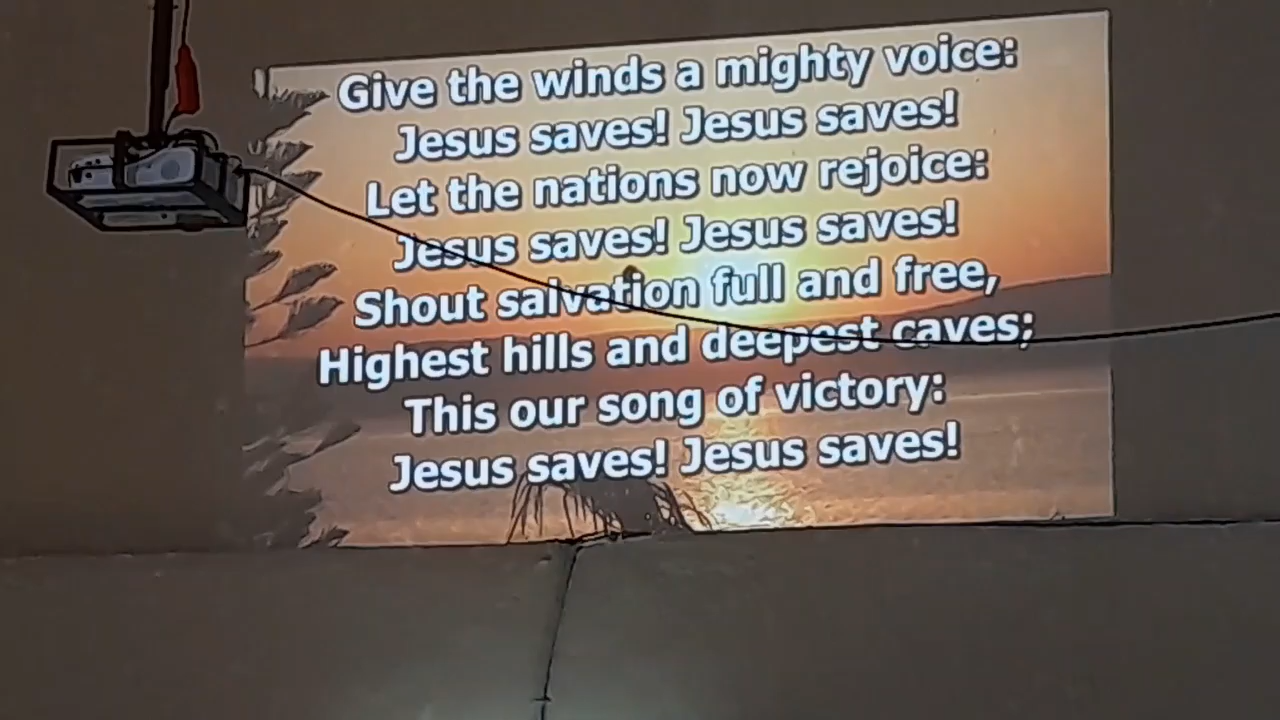 Give the winds a mighty voice:
Jesus saves! Jesus saves!
Let the nations now rejoice:
Jesus saves! Jesus saves!
Shout salvation full and free,
Highest hills and deepest caves;
This our song of victory:
Jesus saves! Jesus saves!